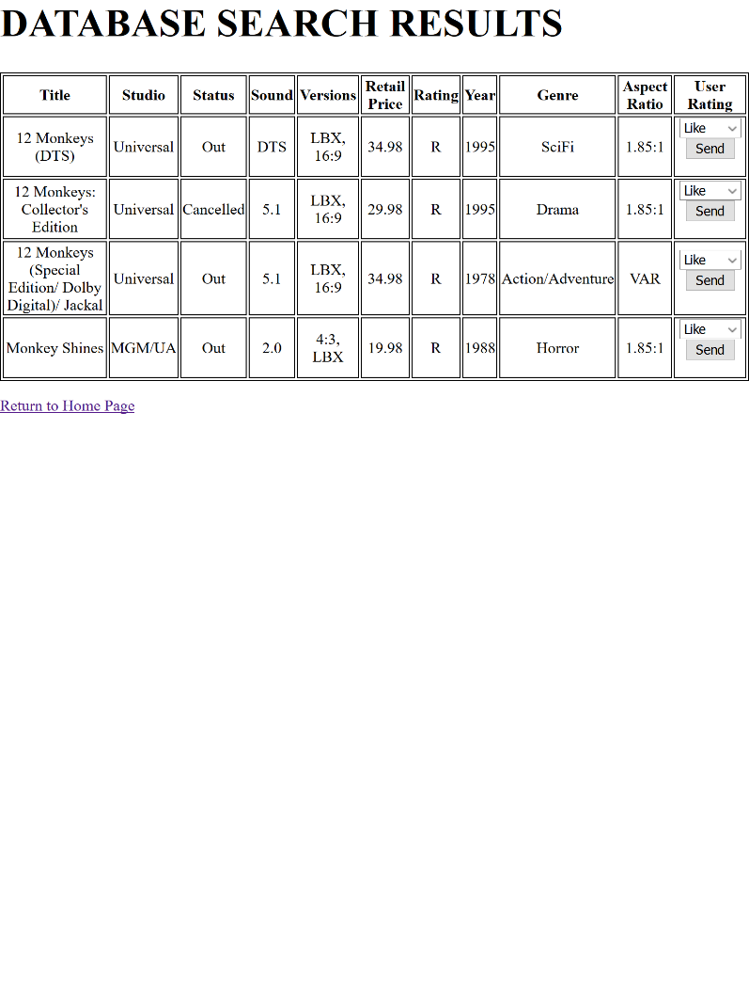 DATABASE SEARCH RESULTS
Title Studio Status Sound Versions Retail Price Rating Year Genre Aspect Ratio User Rating
12 Monkeys (DTS) Universal Out DTS LBX, 16:9 34.98 R 1995 SciFi 1.85:1 Like Send
12 Monkeys: Collector's Edition Universal Cancelled 5.1 LBX, 16:9 29.98 R 1995 Drama 1.85:1 Like Send
12 Monkeys (Special Edition/ Dolby Digital)/ Jackal Universal Out 5.1 LBX, 16:9 34.98 R 1978 Action/Adventure VAR Like Send
Monkey Shines MGM/UA Out 2.0 4:3, LBX 19.98 R 1988 Horror 1.85:1 Like Send
Return to Home Page